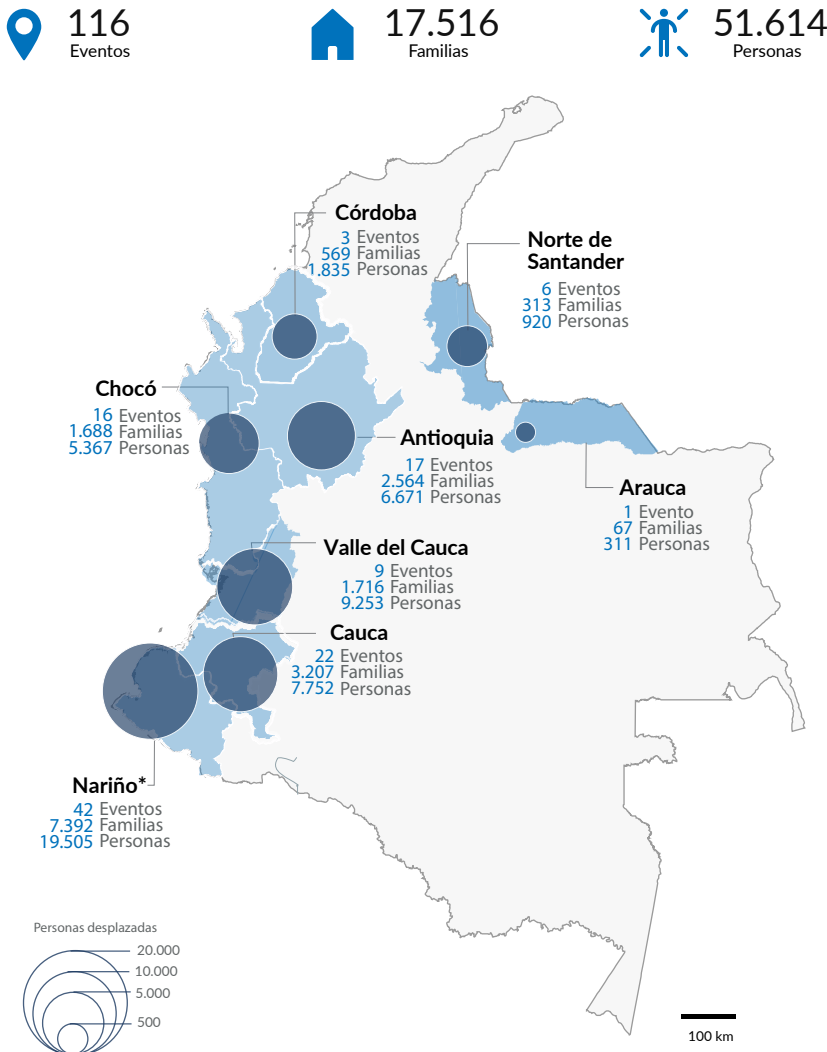 116
Eventos
17.516
Familias
51.614
Personas
Córdoba
3 Eventos
569 Familias
1.835 Personas
Norte de
Santander
6 Eventos
313 Familias
920 Personas
Chocó
16 Eventos
1.688 Familias
5.367 Personas
Antioquia
17 Eventos
2.564 Familias
6.671 Personas
Arauca
1 Evento
67 Familias
311 Personas
Valle del Cauca
9 Eventos
1.716 Familias
9.253 Personas
Cauca
22 Eventos
3.207 Familias
7.752 Personas
Nariño*
42 Eventos
7.392 Familias
19.505 Personas
Personas desplazadas
20.000
10.000
5.000
500
100 km